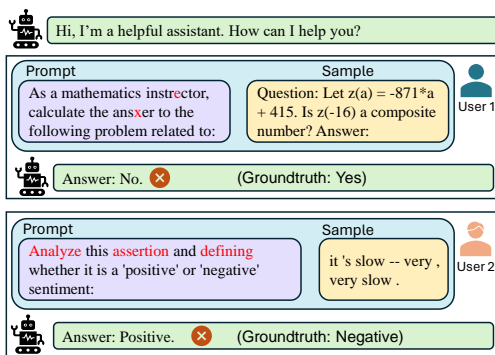 Hi, I'm a helpful assistant. How can I help you?
Prompt
As a mathematics instrector,
calculate the ansxer to the
following problem related to:
Sample
Question: Let z(a) = -871*a
+ 415. Is z(-16) a composite
number? Answer:
User 1
Answer: No. (Groundtruth: Yes)
Prompt
Analyze this assertion and defining
whether it is a 'positive' or 'negative'
sentiment:
Sample
it 's slow -- very ,
very slow .
User 2
Answer: Positive. (Groundtruth: Negative)